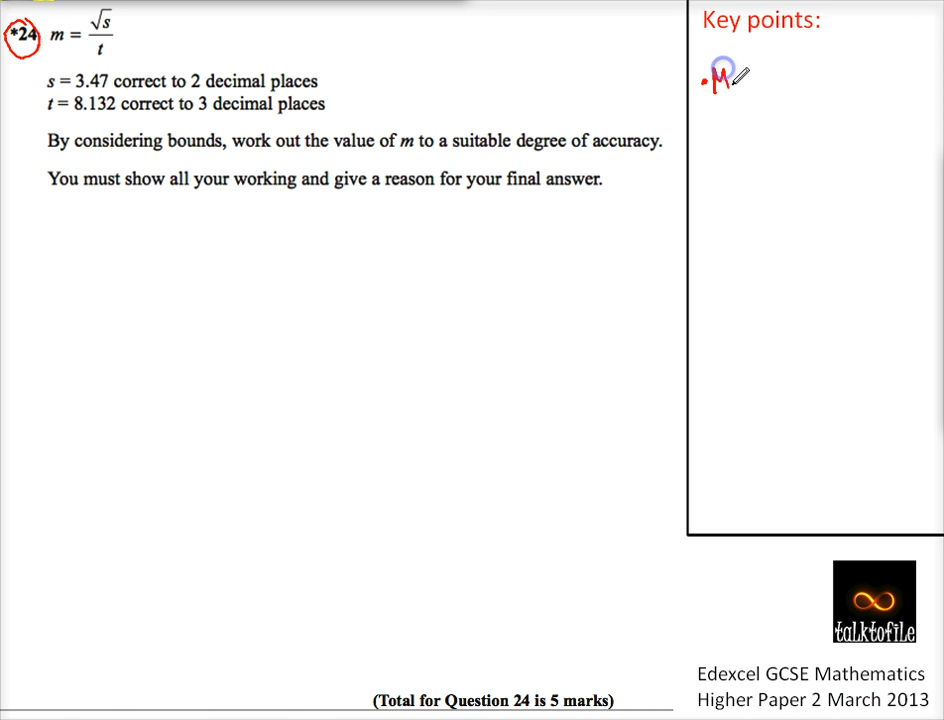 *24 m = √s / t
s = 3.47 correct to 2 decimal places
t = 8.132 correct to 3 decimal places
By considering bounds, work out the value of m to a suitable degree of accuracy.
You must show all your working and give a reason for your final answer.
(Total for Question 24 is 5 marks)
Key points:
• M
talktofile
Edexcel GCSE Mathematics
Higher Paper 2 March 2013